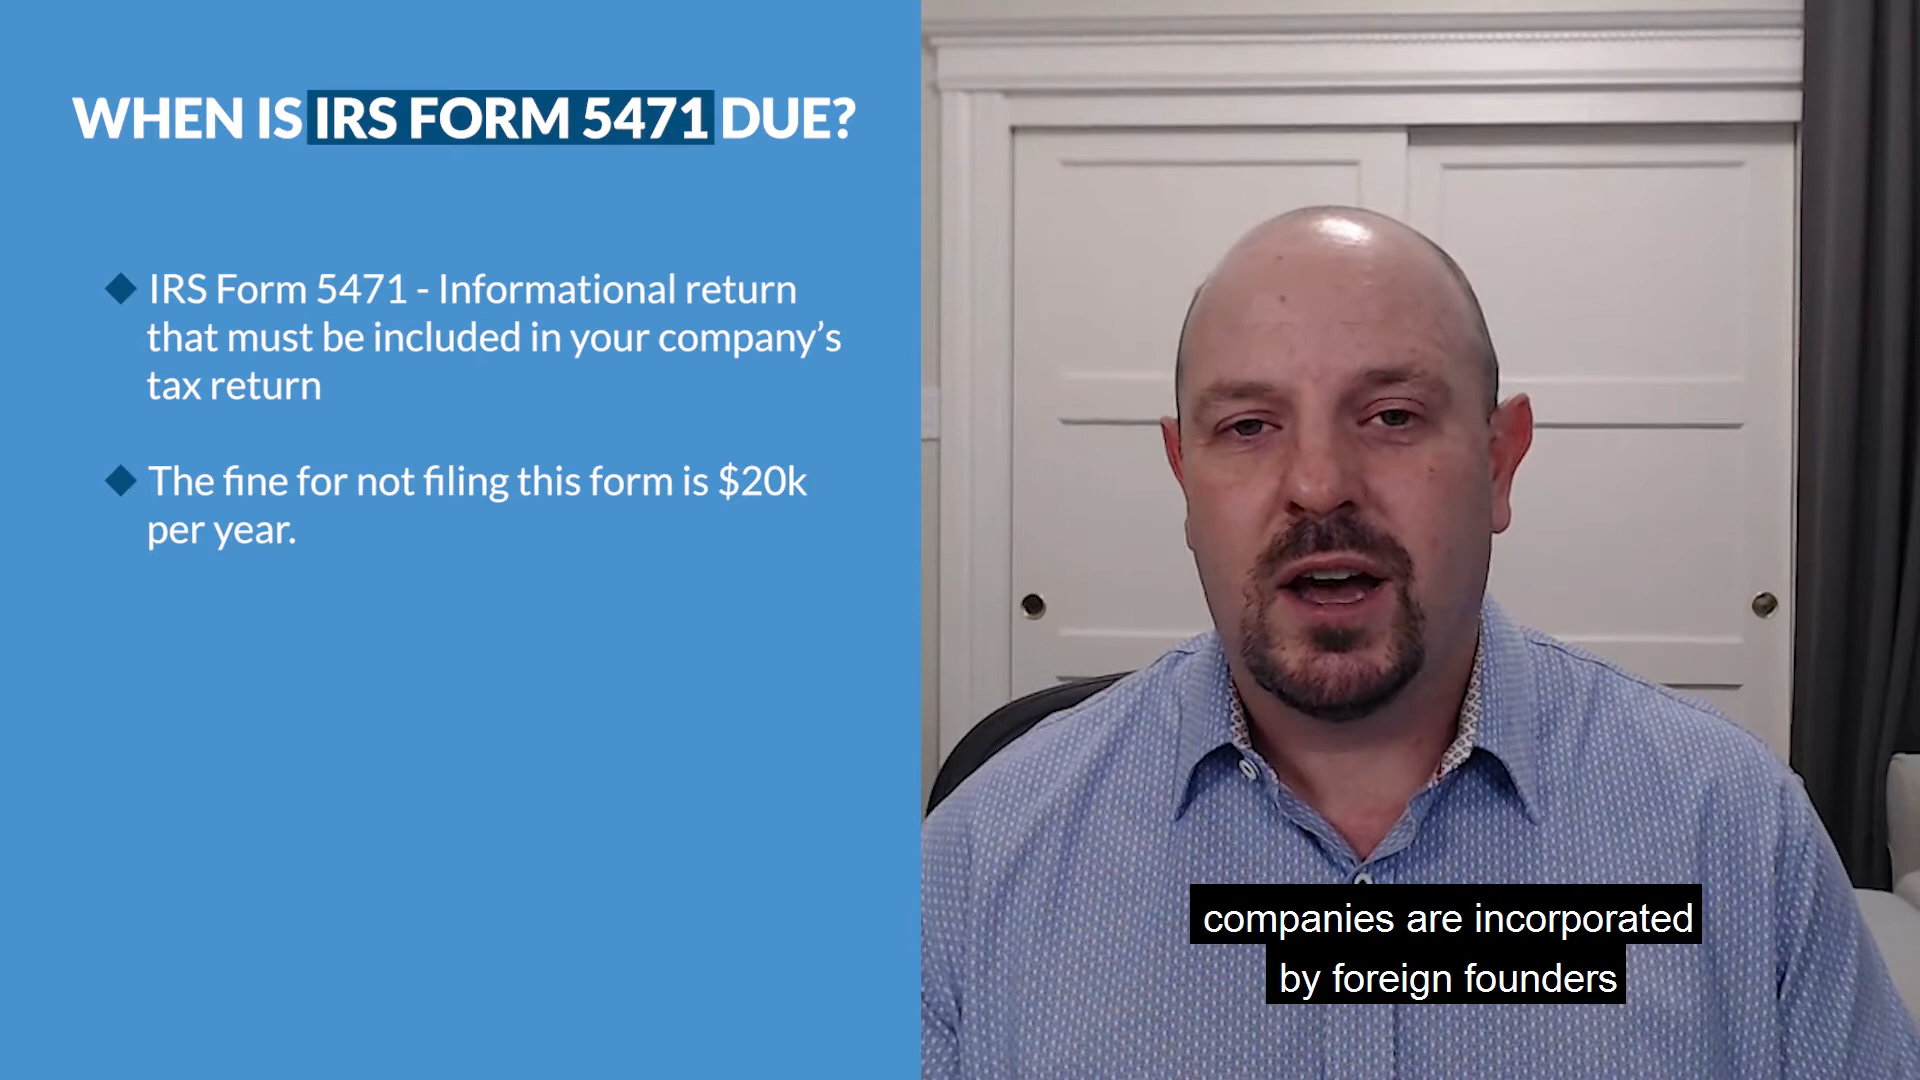 WHEN IS IRS FORM 5471 DUE?
IRS Form 5471 - Informational return
that must be included in your company’s
tax return
The fine for not filing this form is $20k
per year.
companies are incorporated
by foreign founders